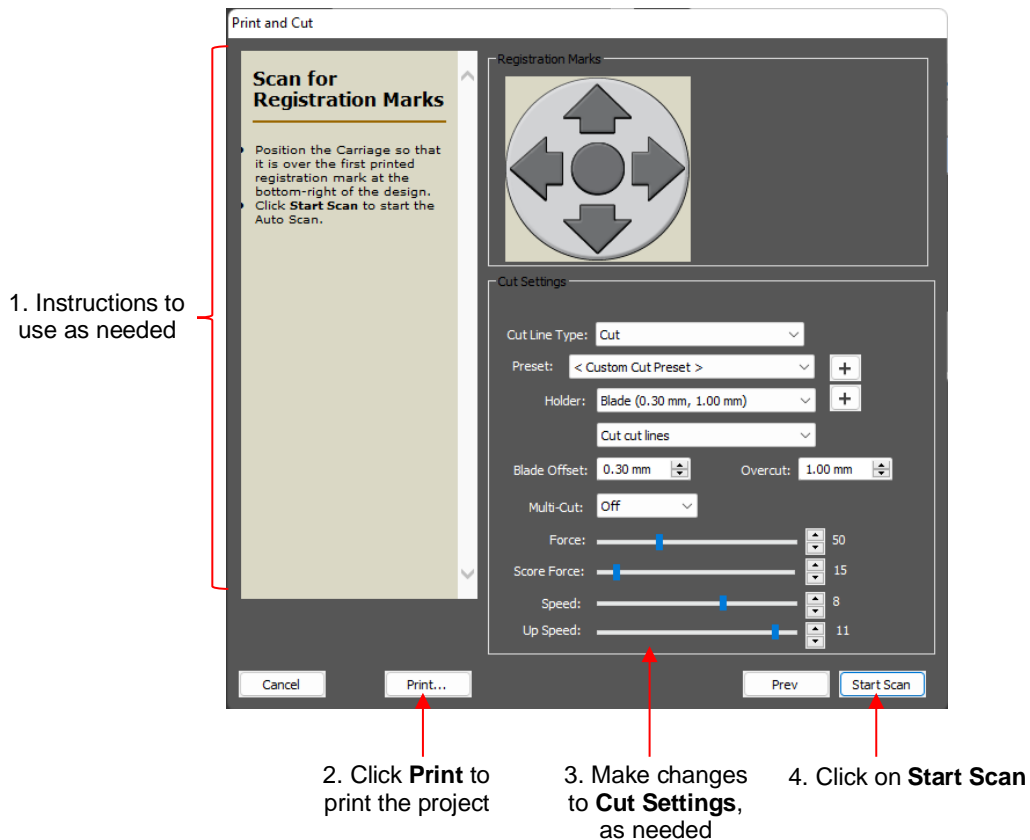 Print and Cut
Scan for
Registration Marks
Position the Carriage so that
it is over the first printed
registration mark at the
bottom-right of the design.
Click Start Scan to start the
Auto Scan.
Registration Marks
Cut Settings
Cut Line Type: Cut
Preset: < Custom Cut Preset > +
Holder: Blade (0.30 mm, 1.00 mm) +
Cut cut lines
Blade Offset: 0.30 mm Overcut: 1.00 mm
Multi-Cut: Off
Force: 50
Score Force: 15
Speed: 8
Up Speed: 11
Cancel Print... Prev Start Scan
1. Instructions to
use as needed
2. Click Print to
print the project
3. Make changes
to Cut Settings,
as needed
4. Click on Start Scan